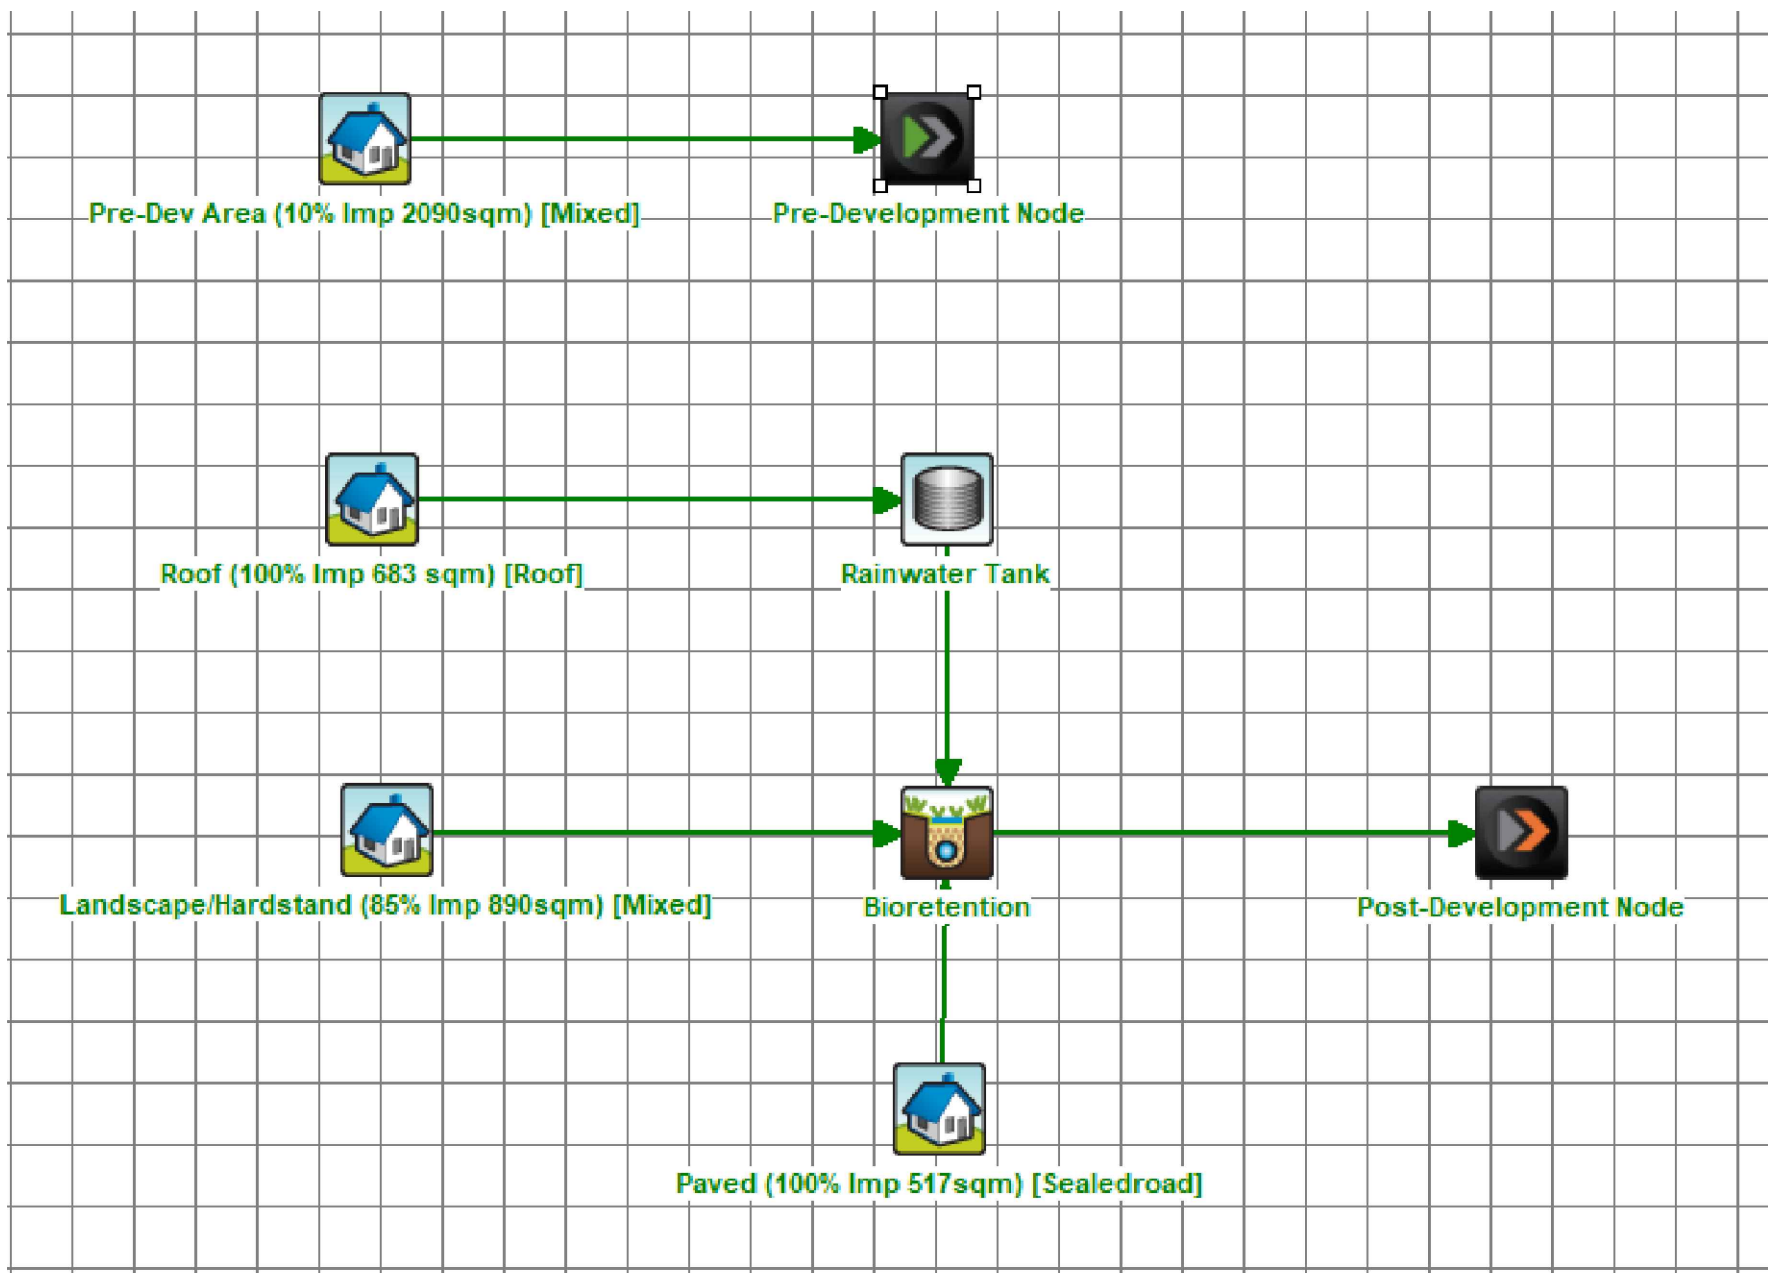 Pre-Dev Area (10% Imp 2090sqm) [Mixed]
Pre-Development Node
Roof (100% Imp 683 sqm) [Roof]
Rainwater Tank
Landscape/Hardstand (85% Imp 890sqm) [Mixed]
Bioretention
Post-Development Node
Paved (100% Imp 517sqm) [Sealedroad]